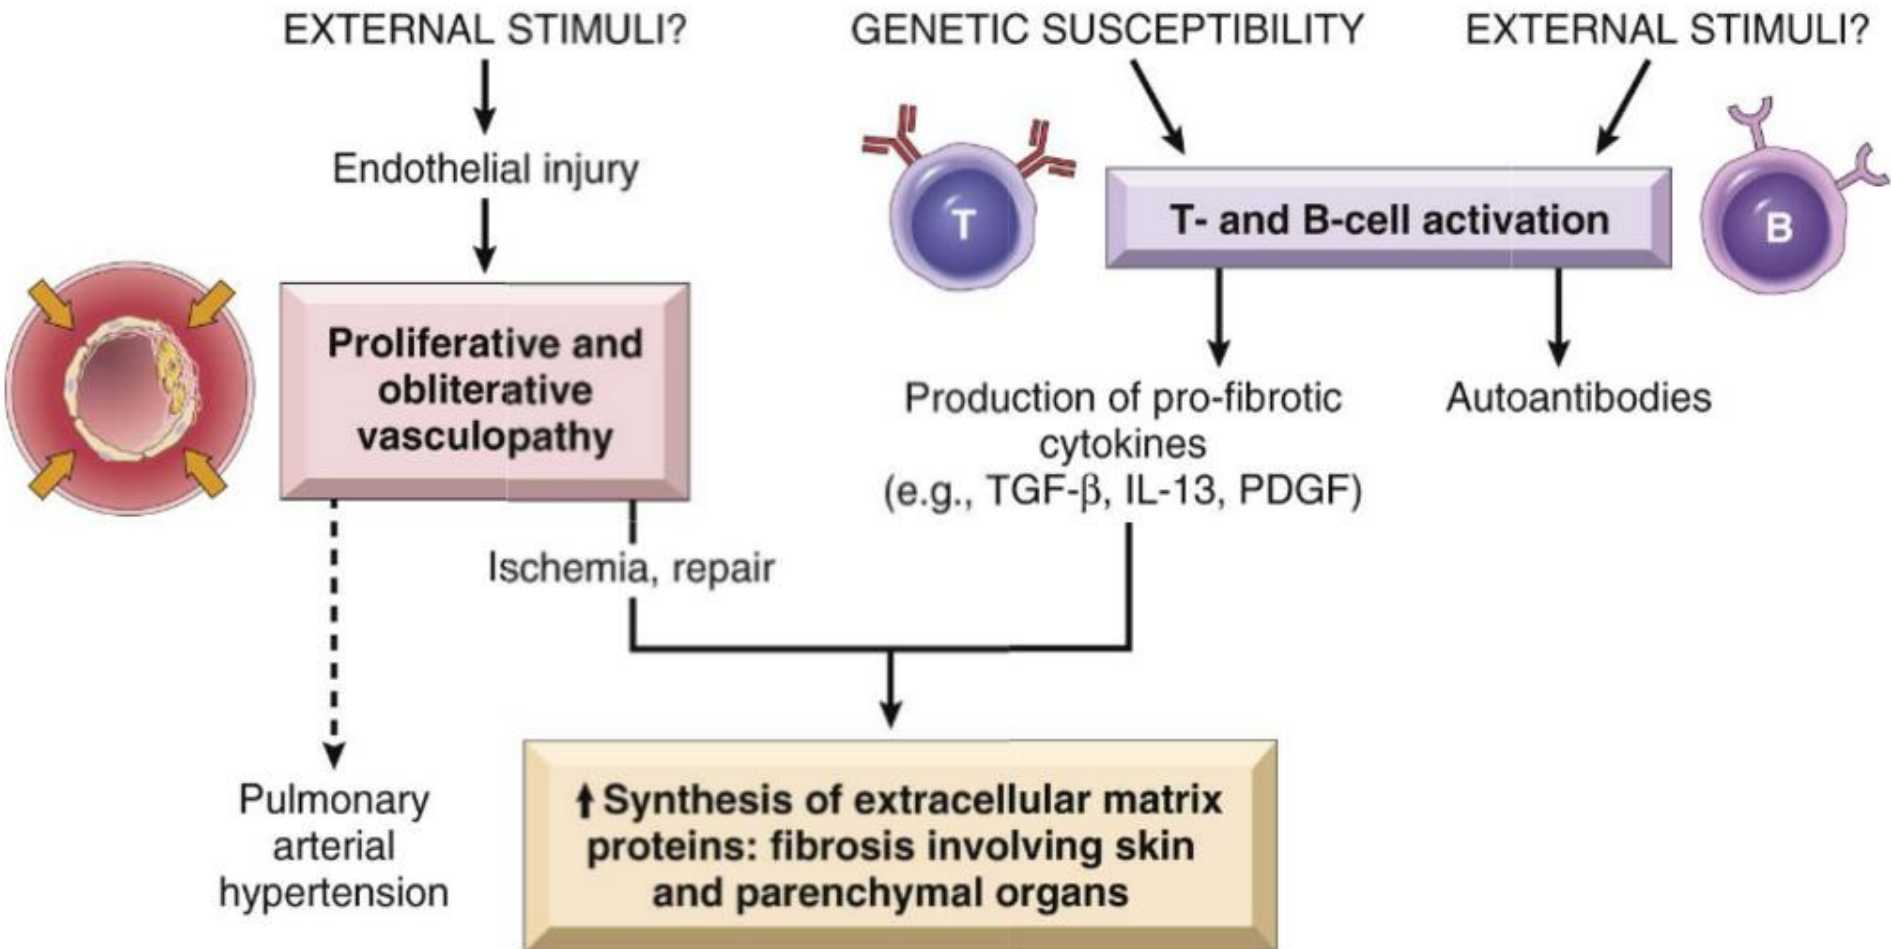 EXTERNAL STIMULI?
GENETIC SUSCEPTIBILITY
EXTERNAL STIMULI?
Endothelial injury
T
T- and B-cell activation
B
Proliferative and
obliterative
vasculopathy
Production of pro-fibrotic
cytokines
(e.g., TGF-β, IL-13, PDGF)
Autoantibodies
Ischemia, repair
Pulmonary
arterial
hypertension
↑ Synthesis of extracellular matrix
proteins: fibrosis involving skin
and parenchymal organs